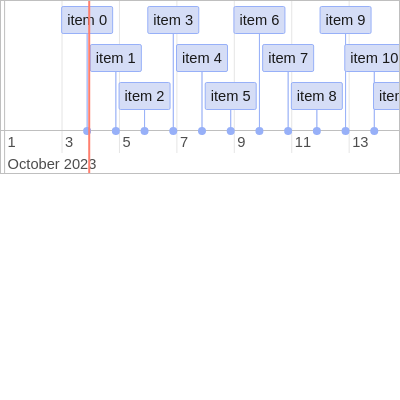 item 0
item 3
item 6
item 9
item 1
item 4
item 7
item 10
item 2
item 5
item 8
1 3 5 7 9 11 13
October 2023